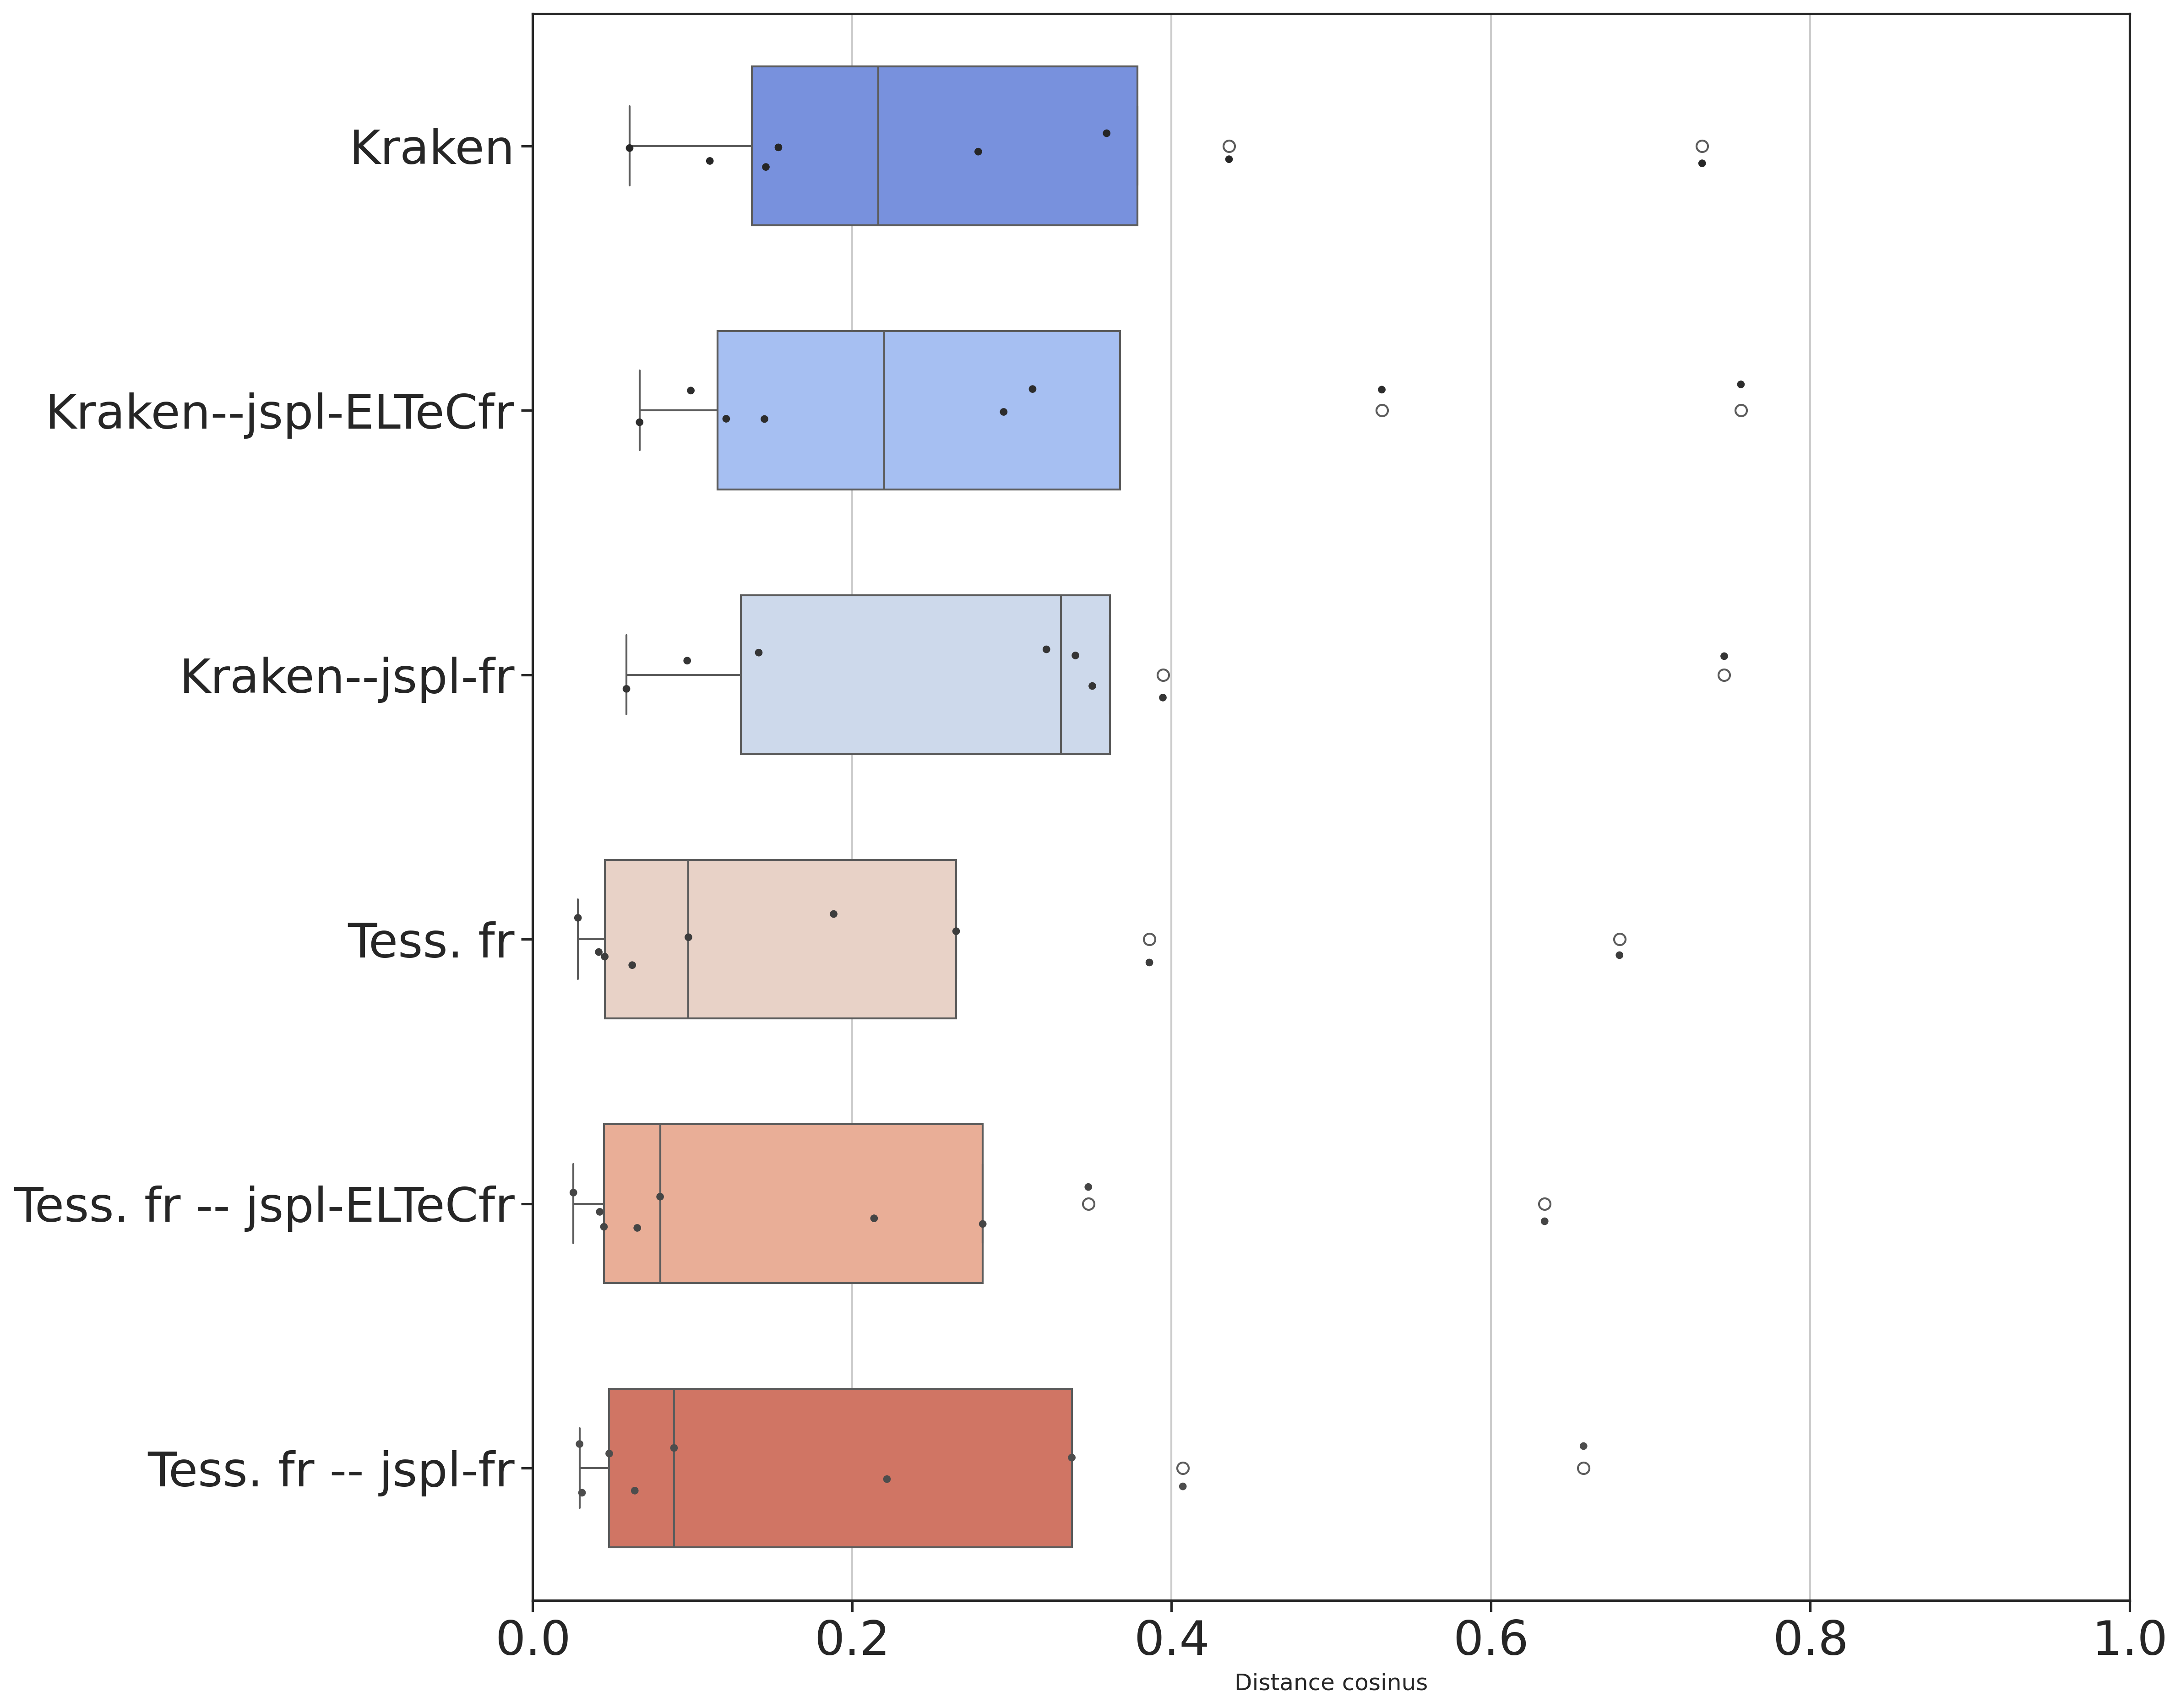 Kraken
Kraken--jspl-ELTeCfr
Kraken--jspl-fr
Tess. fr
Tess. fr -- jspl-ELTeCfr
Tess. fr -- jspl-fr
0.0 0.2 0.4 0.6 0.8 1.0
Distance cosinus